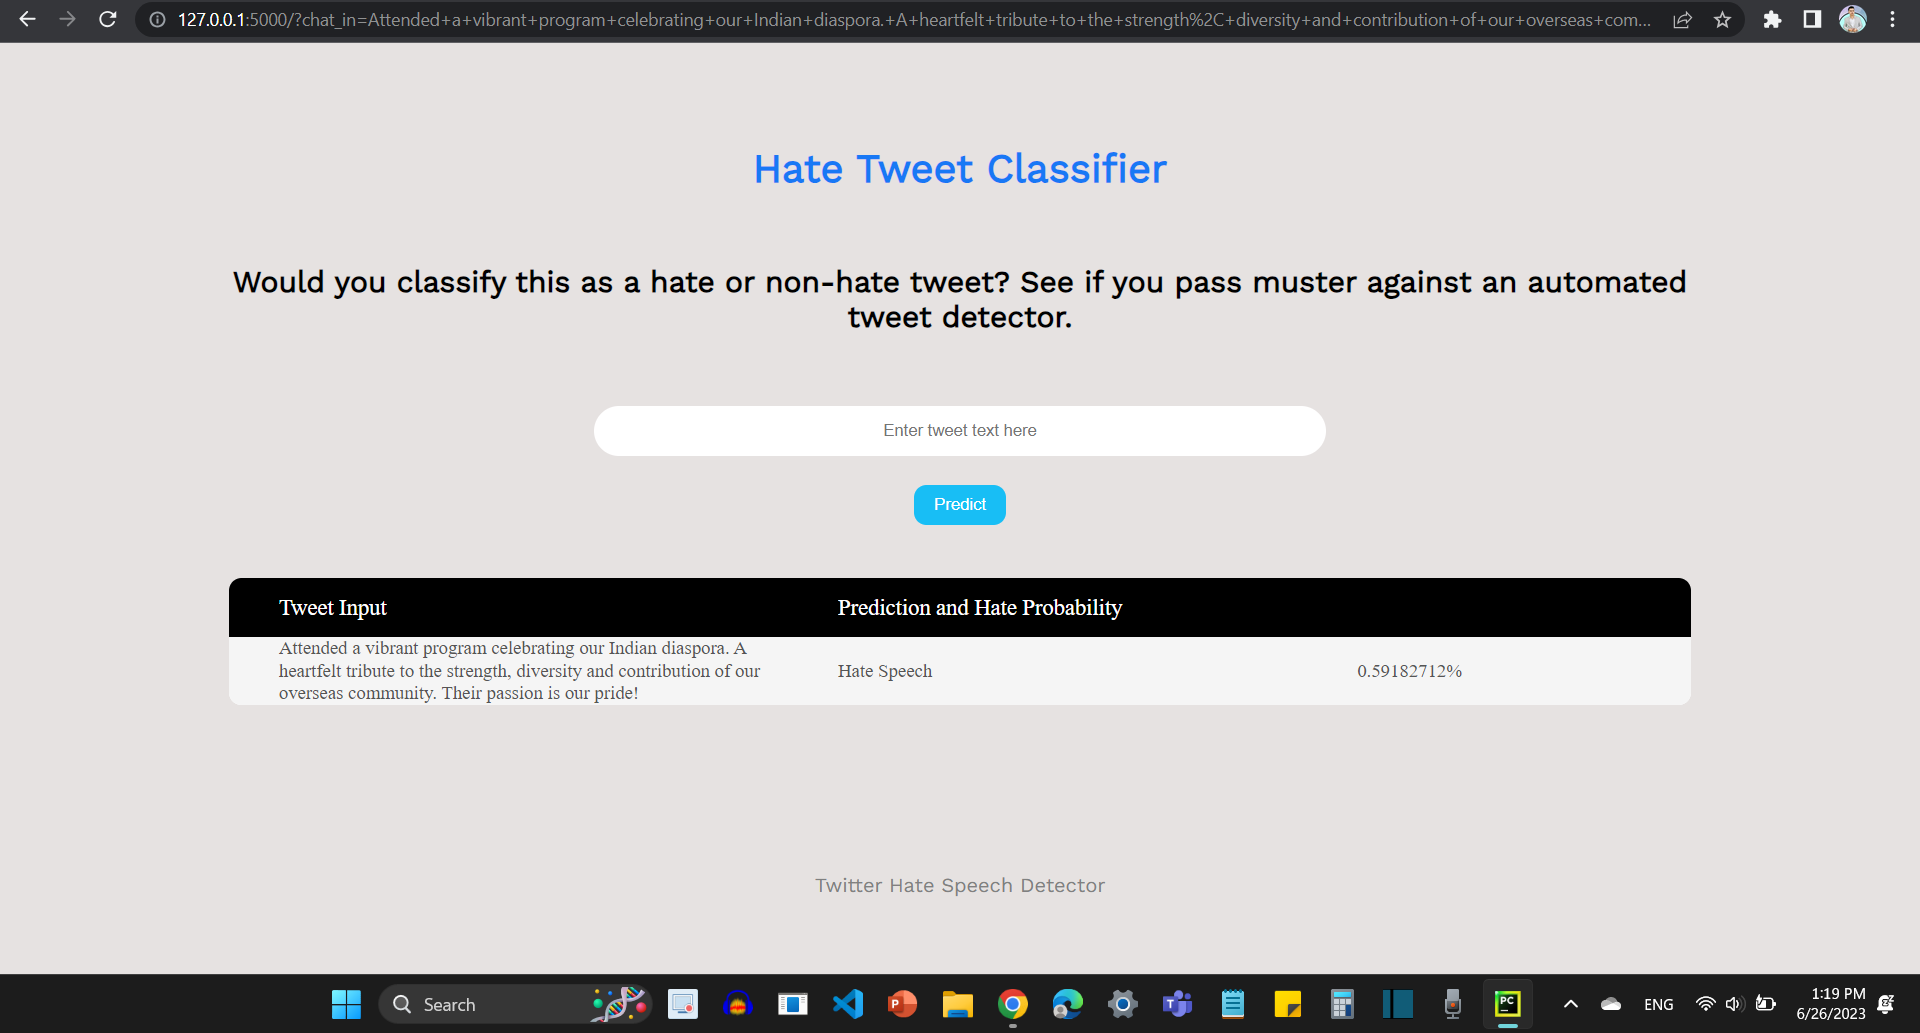 127.0.0.1:5000/?chat_in=Attended+a+vibrant+program+celebrating+our+Indian+diaspora.+A+heartfelt+tribute+to+the+strength%2C+diversity+and+contribution+of+our+overseas+com...
Hate Tweet Classifier
Would you classify this as a hate or non-hate tweet? See if you pass muster against an automated
tweet detector.
Enter tweet text here
Predict
Tweet Input Prediction and Hate Probability
Attended a vibrant program celebrating our Indian diaspora. A
heartfelt tribute to the strength, diversity and contribution of our
overseas community. Their passion is our pride!
Hate Speech 0.59182712%
Twitter Hate Speech Detector
Search
PC
ENG
1:19 PM
6/26/2023